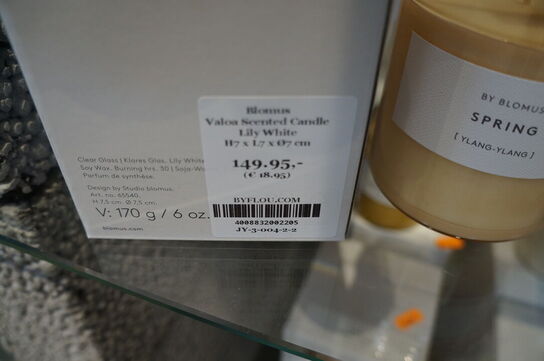 Blomus
Valoa Scented Candle
Lily White
H7 x L7 x Ø7 cm
149.95,-
(€ 18.95)
BYFLOU.COM
4008832002205
JY-3-004-2-2
Clear Glass | Klares Glas, Lily White
Soy Wax. Burning hrs. 30 | Soja-Wa
Parfum de synthèse.
Design by Studio blomus.
Art. no. 65540.
H 7,5 cm Ø 7,5 cm.
V: 170 g / 6 oz.
blomus.com
BY BLOMUS
SPRING
[ YLANG-YLANG ]